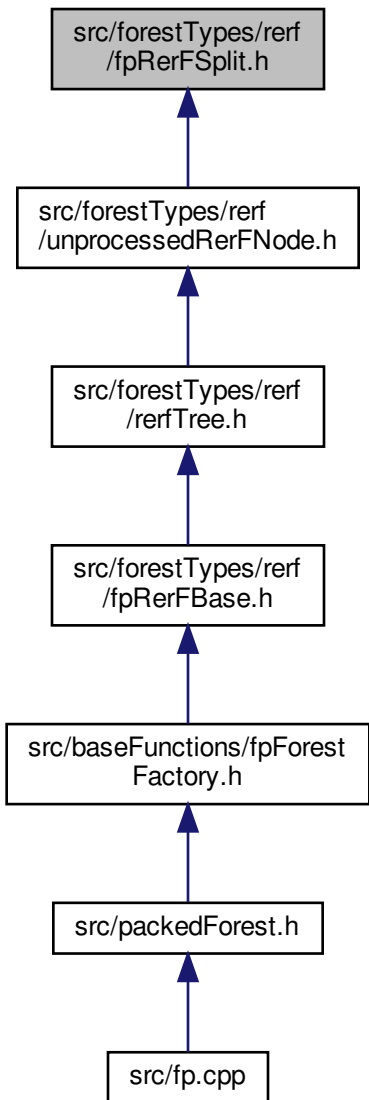 src/forestTypes/rerf
/fpRerFSplit.h
src/forestTypes/rerf
/unprocessedRerFNode.h
src/forestTypes/rerf
/rerfTree.h
src/forestTypes/rerf
/fpRerFBase.h
src/baseFunctions/fpForest
Factory.h
src/packedForest.h
src/fp.cpp